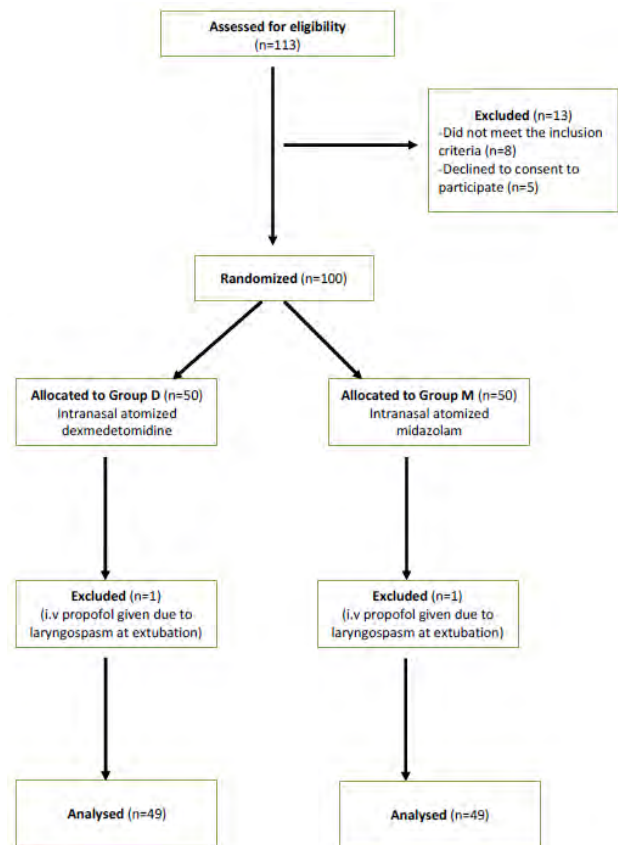 Assessed for eligibility
(n=113)
Excluded (n=13)
-Did not meet the inclusion
criteria (n=8)
-Declined to consent to
participate (n=5)
Randomized (n=100)
Allocated to Group D (n=50)
Intranasal atomized
dexmedetomidine
Allocated to Group M (n=50)
Intranasal atomized
midazolam
Excluded (n=1)
(i.v propofol given due to
laryngospasm at extubation)
Excluded (n=1)
(i.v propofol given due to
laryngospasm at extubation)
Analysed (n=49)
Analysed (n=49)